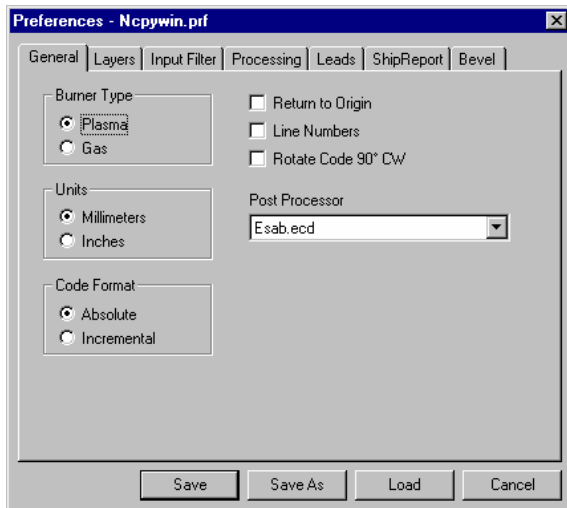 Preferences - Ncpywin.prf
General Layers Input Filter Processing Leads ShipReport Bevel
Burner Type
Plasma
Gas
Return to Origin
Line Numbers
Rotate Code 90° CW
Units
Millimeters
Inches
Post Processor
Esab.ecd
Code Format
Absolute
Incremental
Save Save As Load Cancel